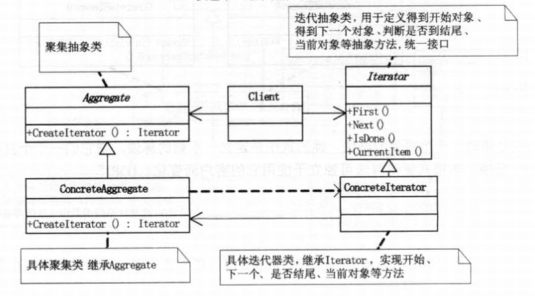 迭代抽象类，用于定义得到开始对象、
得到下一个对象、判断是否到结尾、
当前对象等抽象方法,统一接口
聚集抽象类
Aggregate
+CreateIterator () : Iterator
Client
Iterator
+First()
+Next()
+IsDone()
+CurrentItem()
ConcreteAggregate
+CreateIterator () : Iterator
ConcreteIterator
具体聚集类 继承Aggregate
具体迭代器类，继承Iterator，实现开始、
下一个、是否结尾、当前对象等方法